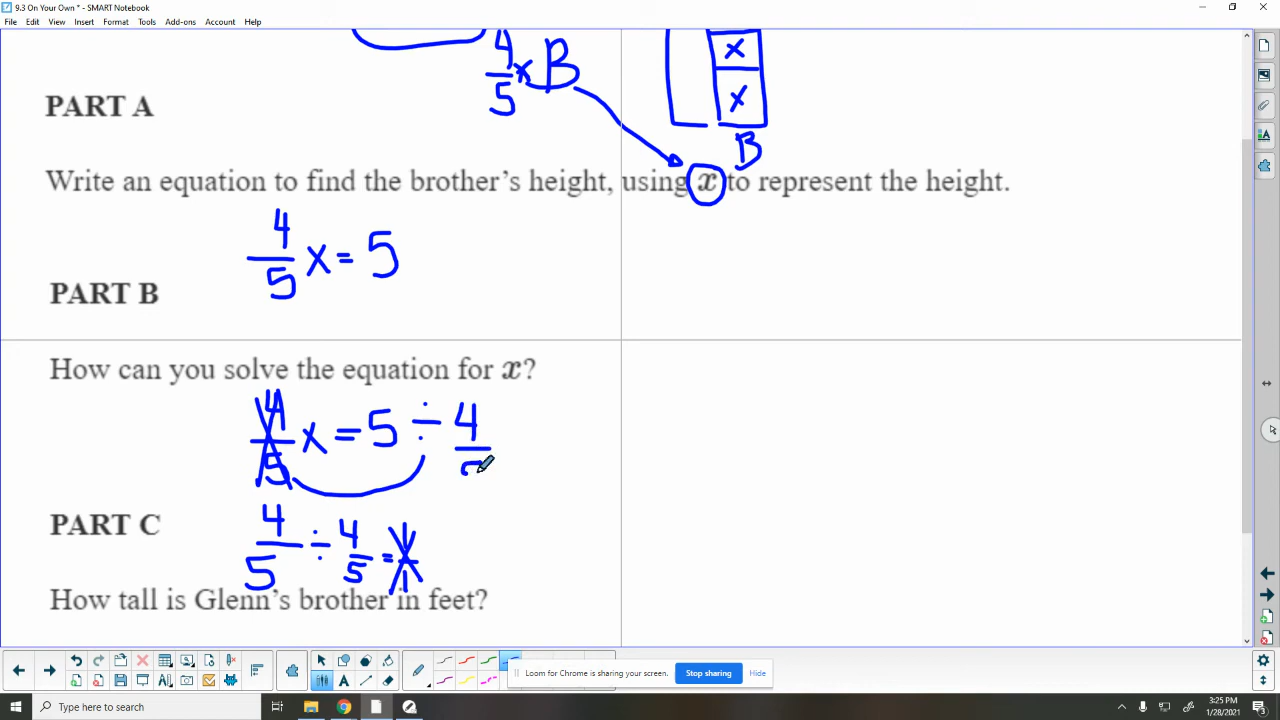 9.3 On Your Own * - SMART Notebook
File Edit View Insert Format Tools Add-ons Account Help
4/5 x B
x
x
B
PART A
Write an equation to find the brother's height, using x to represent the height.
4/5 x = 5
PART B
How can you solve the equation for x?
4/5 x = 5 ÷ 4/
PART C
4/5 ÷ 4/5 = 1/1
How tall is Glenn's brother in feet?
Loom for Chrome is sharing your screen. Stop sharing Hide
Type here to search
3:25 PM
1/28/2021